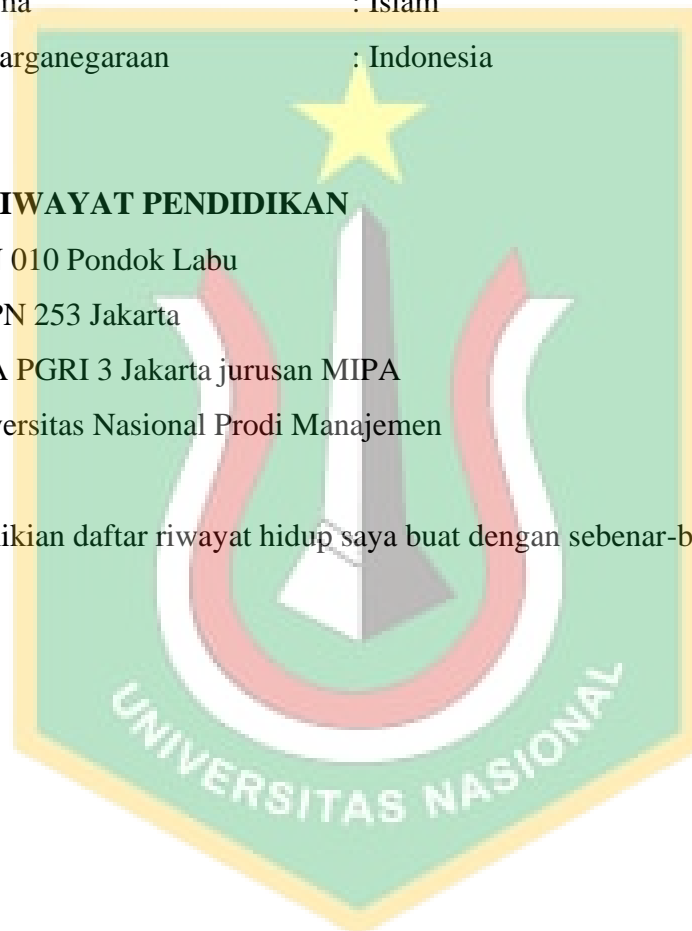 : Islam
arganegaraan : Indonesia
IWAYAT PENDIDIKAN
010 Pondok Labu
PN 253 Jakarta
A PGRI 3 Jakarta jurusan MIPA
versitas Nasional Prodi Manajemen
ikian daftar riwayat hidup saya buat dengan sebenar-b
UNIVERSITAS NASIONAL